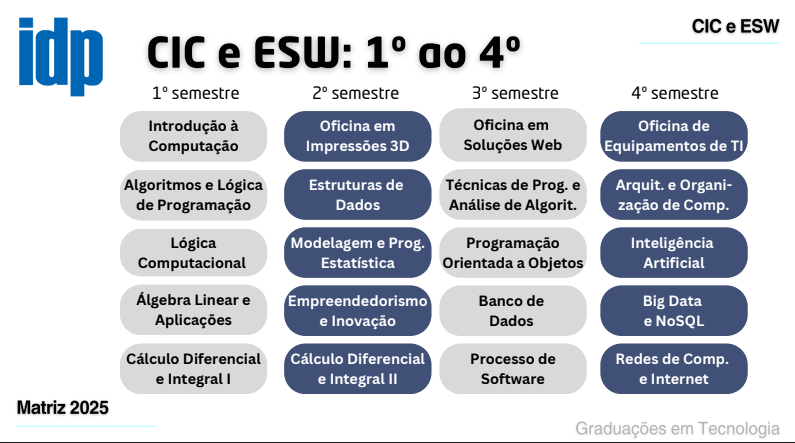 idp
CIC e ESW: 1º ao 4º
CIC e ESW
1º semestre
2º semestre
3º semestre
4º semestre
Introdução à
Computação
Oficina em
Impressões 3D
Oficina em
Soluções Web
Oficina de
Equipamentos de TI
Algoritmos e Lógica
de Programação
Estruturas de
Dados
Técnicas de Prog. e
Análise de Algorit.
Arquit. e Organi-
zação de Comp.
Lógica
Computacional
Modelagem e Prog.
Estatística
Programação
Orientada a Objetos
Inteligência
Artificial
Álgebra Linear e
Aplicações
Empreendedorismo
e Inovação
Banco de
Dados
Big Data
e NoSQL
Cálculo Diferencial
e Integral I
Cálculo Diferencial
e Integral II
Processo de
Software
Redes de Comp.
e Internet
Matriz 2025
Graduações em Tecnologia